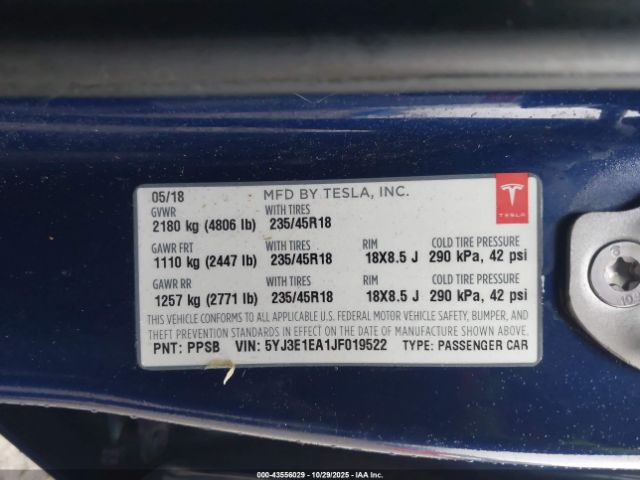 05/18 MFD BY TESLA, INC.
GVWR WITH TIRES
2180 kg (4806 lb) 235/45R18
GAWR FRT WITH TIRES RIM COLD TIRE PRESSURE
1110 kg (2447 lb) 235/45R18 18X8.5 J 290 kPa, 42 psi
GAWR RR WITH TIRES RIM COLD TIRE PRESSURE
1257 kg (2771 lb) 235/45R18 18X8.5 J 290 kPa, 42 psi
THIS VEHICLE CONFORMS TO ALL APPLICABLE U.S. FEDERAL MOTOR VEHICLE SAFETY, BUMPER, AND
THEFT PREVENTION STANDARDS IN EFFECT ON THE DATE OF MANUFACTURE SHOWN ABOVE.
PNT: PPSB VIN: 5YJ3E1EA1JF019522 TYPE: PASSENGER CAR
TESLA
000-43556029 - 10/29/2025 - IAA Inc.